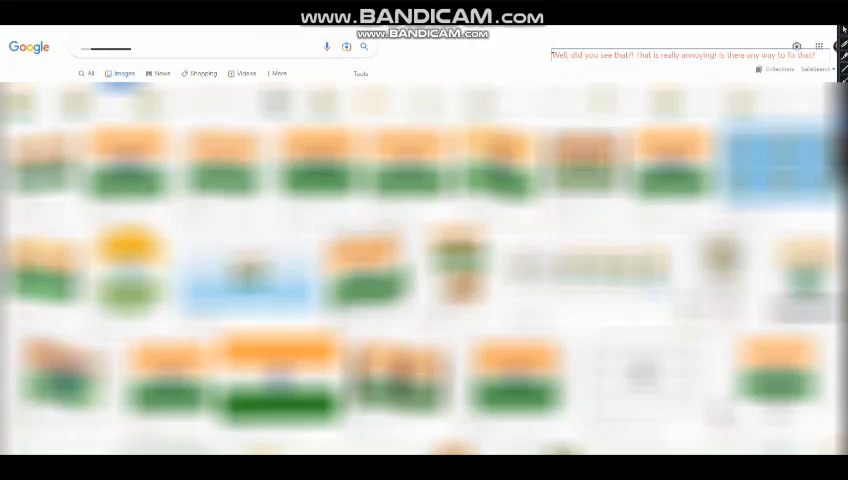 www.BANDICAM.com
www.BANDICAM.com
Google
Well, did you see that?! That is really annoying! Is there any way to fix that?
All Images News Shopping Videos More Tools
Collections SafeSearch